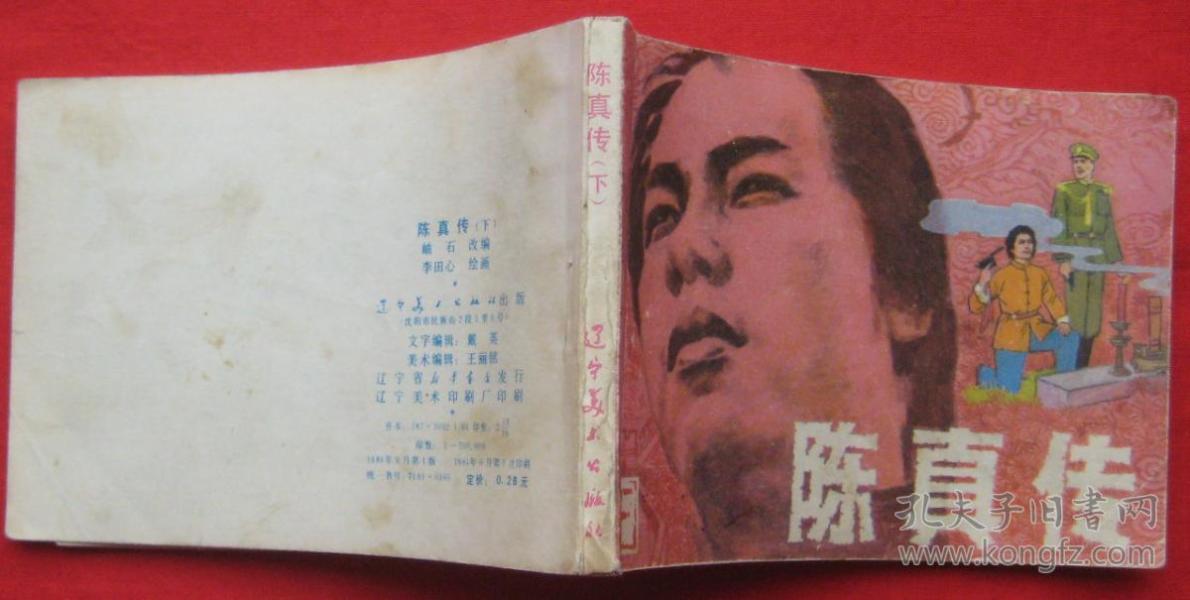 陈真传(下)
岫石 改编
李田心 绘画
辽宁美术出版社出版
文字编辑：戴英
美术编辑：王丽铭
辽宁省新华书店发行
辽宁美术印刷厂印刷
定价：0.28元
陈真传(下)
辽宁美术出版社
陈真传
下
孔夫子旧書网
www.kongfz.com